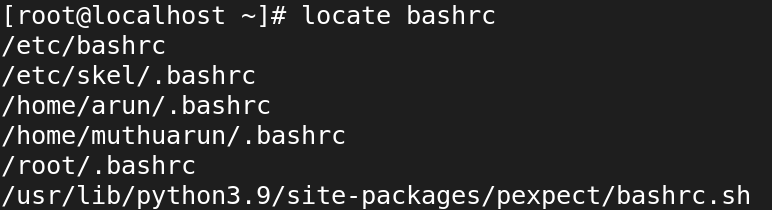 [root@localhost ~]# locate bashrc
/etc/bashrc
/etc/skel/.bashrc
/home/arun/.bashrc
/home/muthuarun/.bashrc
/root/.bashrc
/usr/lib/python3.9/site-packages/pexpect/bashrc.sh